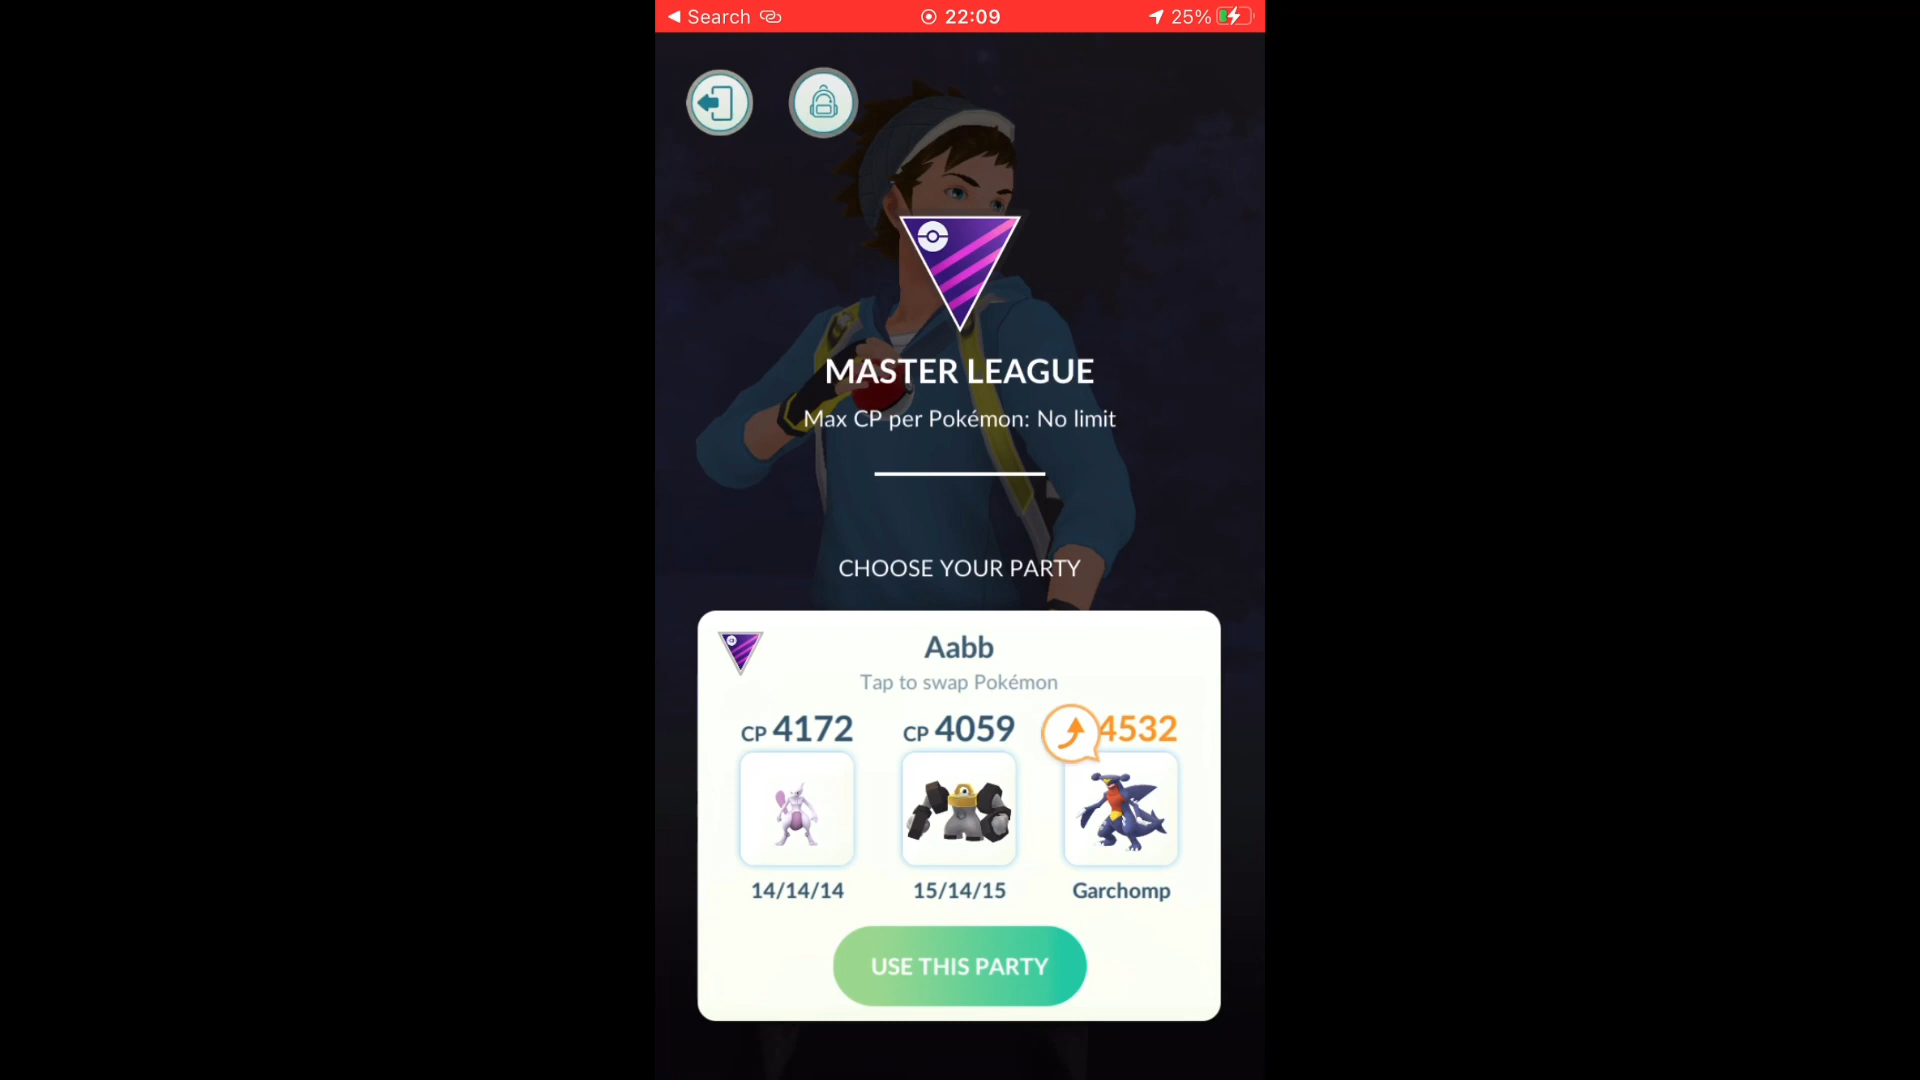 Search 22:09 25%
MASTER LEAGUE
Max CP per Pokémon: No limit
CHOOSE YOUR PARTY
Aabb
Tap to swap Pokémon
CP 4172 CP 4059 4532
14/14/14 15/14/15 Garchomp
USE THIS PARTY